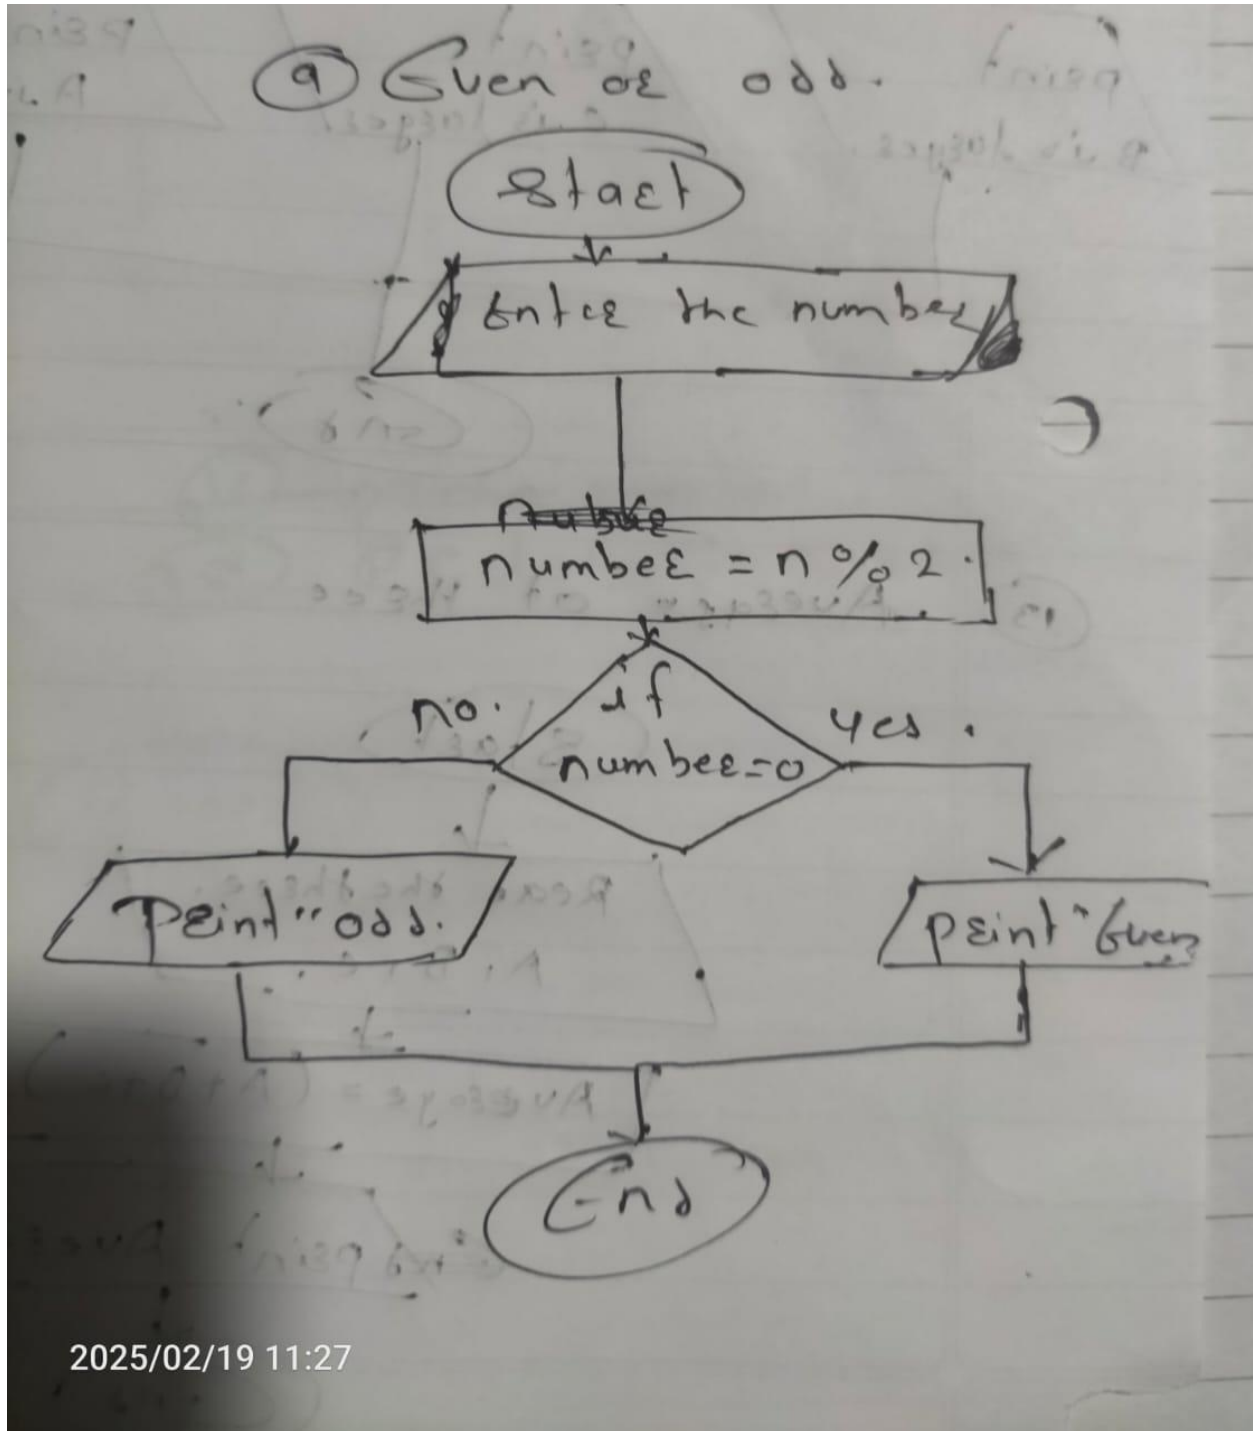 9 Even or odd.
Start
Enter the number
number = n % 2.
if
number=0
no.
yes.
Print "odd.
print "Even
End
2025/02/19 11:27